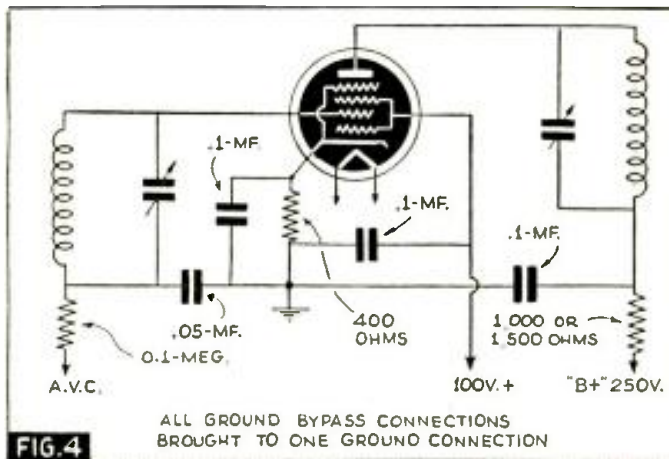 .1-MF.
.1-MF.
.1-MF.
.05-MF.
400
OHMS
1,000 OR
1,500 OHMS
0.1-MEG.
A.V.C.
100V.+
"B+" 250V.
ALL GROUND BYPASS CONNECTIONS
BROUGHT TO ONE GROUND CONNECTION
FIG.4